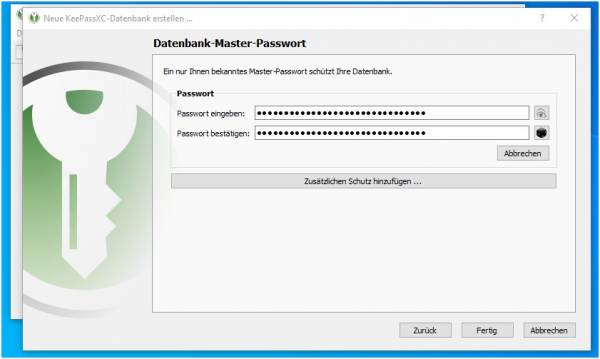 Neue KeePassXC-Datenbank erstellen ...
Datenbank-Master-Passwort
Ein nur Ihnen bekanntes Master-Passwort schützt Ihre Datenbank.
Passwort
Passwort eingeben:
Passwort bestätigen:
Abbrechen
Zusätzlichen Schutz hinzufügen ...
Zurück
Fertig
Abbrechen